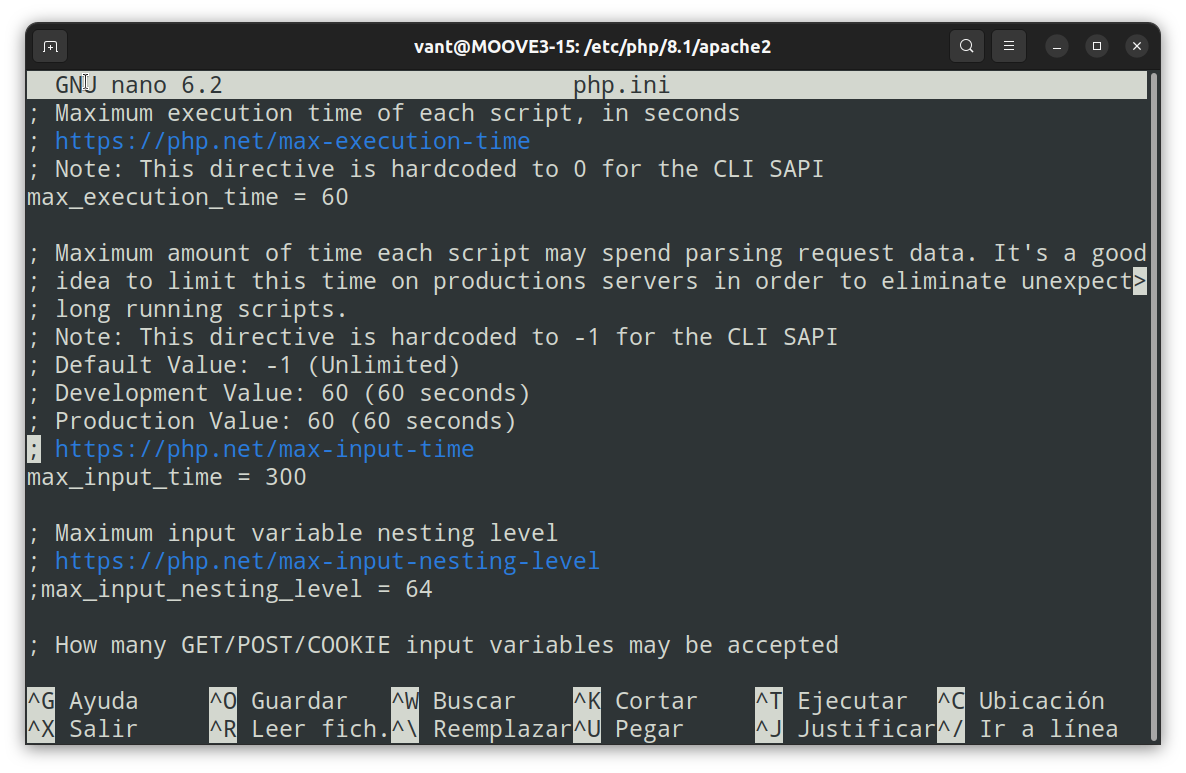 vant@MOOVE3-15: /etc/php/8.1/apache2
GNU nano 6.2 php.ini
; Maximum execution time of each script, in seconds
; https://php.net/max-execution-time
; Note: This directive is hardcoded to 0 for the CLI SAPI
max_execution_time = 60
; Maximum amount of time each script may spend parsing request data. It's a good
; idea to limit this time on productions servers in order to eliminate unexpect>
; long running scripts.
; Note: This directive is hardcoded to -1 for the CLI SAPI
; Default Value: -1 (Unlimited)
; Development Value: 60 (60 seconds)
; Production Value: 60 (60 seconds)
; https://php.net/max-input-time
max_input_time = 300
; Maximum input variable nesting level
; https://php.net/max-input-nesting-level
;max_input_nesting_level = 64
; How many GET/POST/COOKIE input variables may be accepted
^G Ayuda ^O Guardar ^W Buscar ^K Cortar ^T Ejecutar ^C Ubicación
^X Salir ^R Leer fich. ^\ Reemplazar ^U Pegar ^J Justificar ^/ Ir a línea